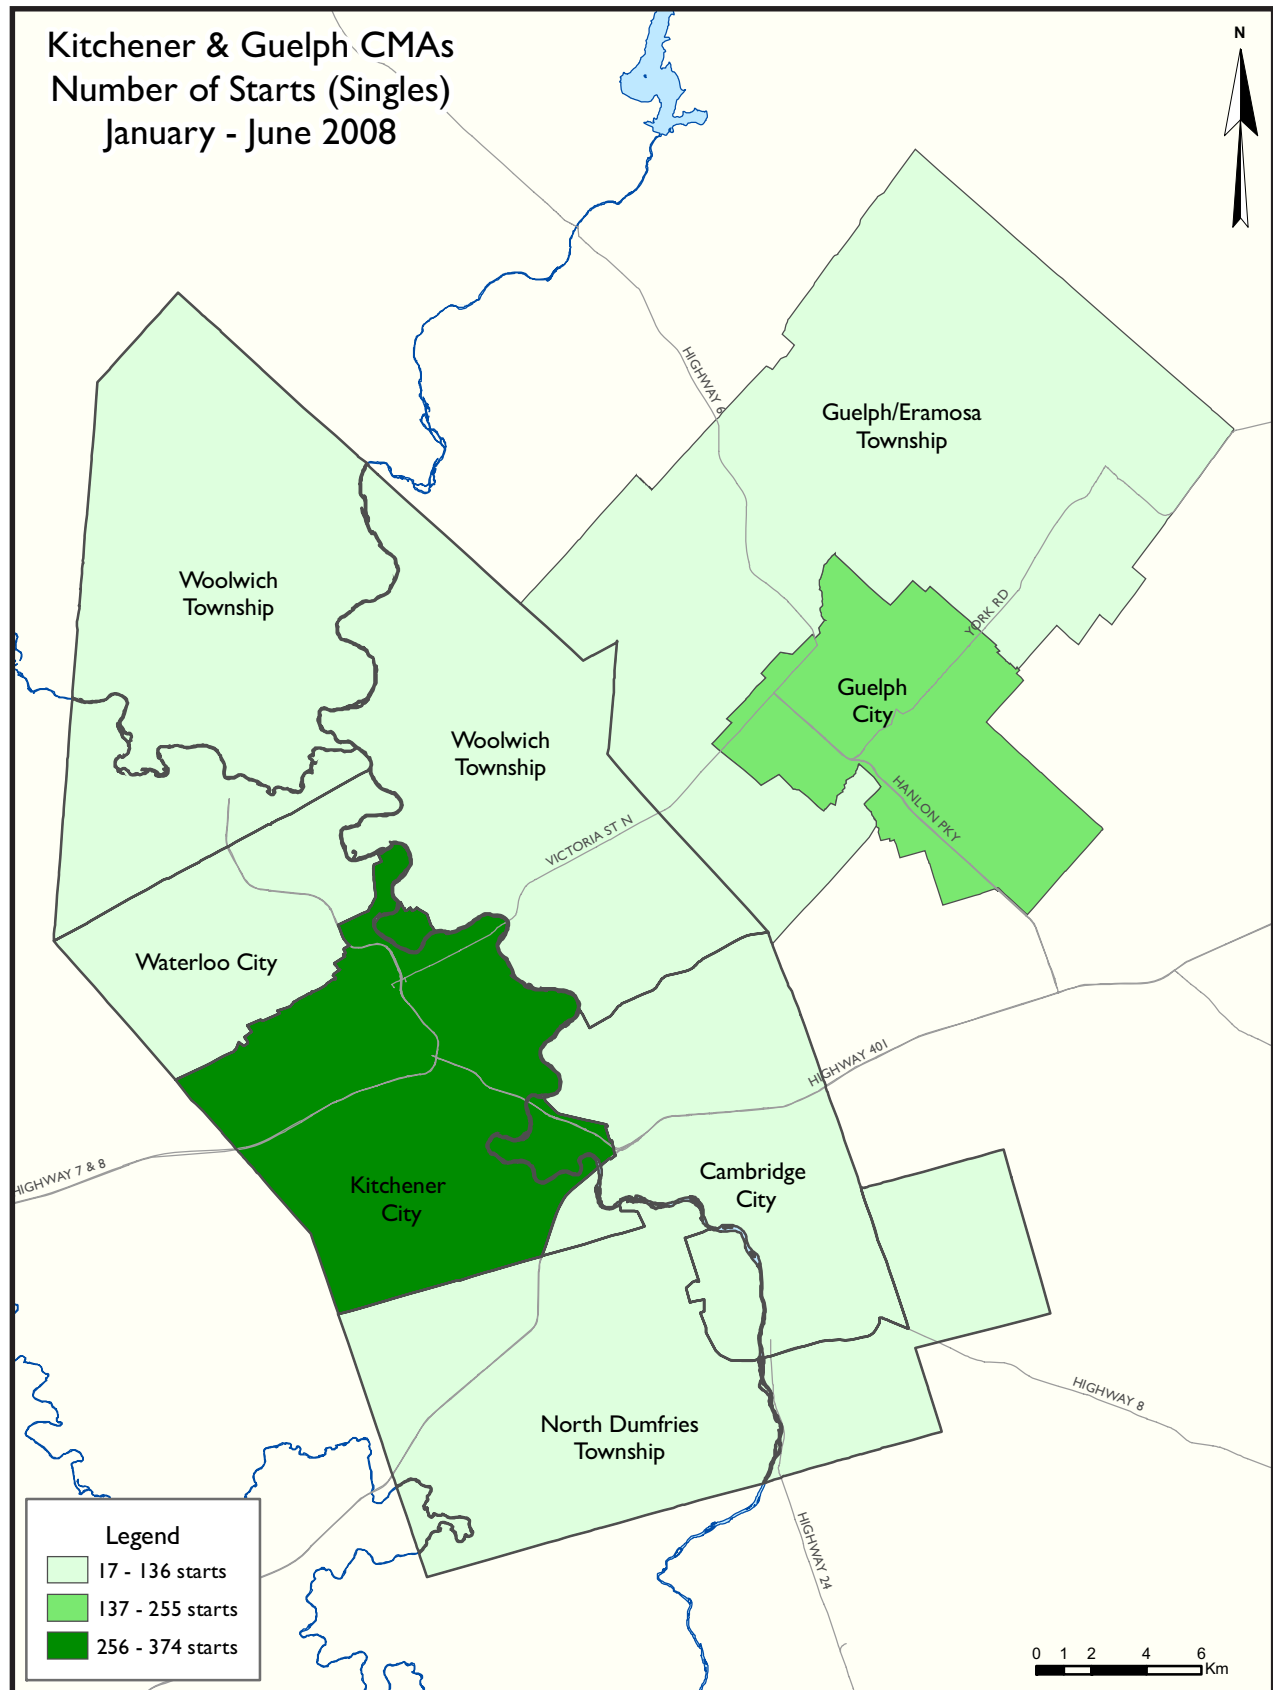 Kitchener & Guelph CMAs
Number of Starts (Singles)
January - June 2008
N
HIGHWAY 6
Guelph/Eramosa
Township
Woolwich
Township
YORK RD
Guelph
City
Woolwich
Township
HANLON PKY
VICTORIA ST N
Waterloo City
HIGHWAY 401
HIGHWAY 7 & 8
Kitchener
City
Cambridge
City
HIGHWAY 8
North Dumfries
Township
HIGHWAY 24
Legend
17 - 136 starts
137 - 255 starts
256 - 374 starts
0 1 2 4 6
Km